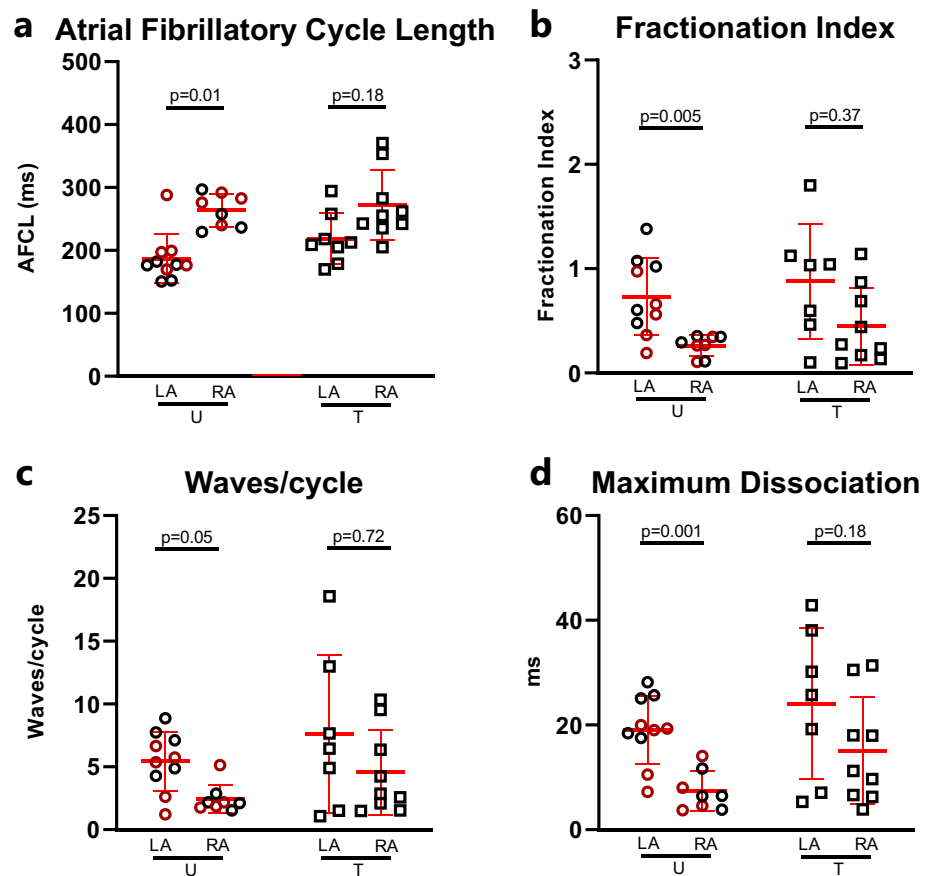 a Atrial Fibrillatory Cycle Length
AFCL (ms)
500
400
300
200
100
0
p=0.01
p=0.18
LA RA LA RA
U T
b Fractionation Index
Fractionation Index
3
2
1
0
p=0.005
p=0.37
LA RA LA RA
U T
c Waves/cycle
Waves/cycle
25
20
15
10
5
0
p=0.05
p=0.72
LA RA LA RA
U T
d Maximum Dissociation
ms
60
40
20
0
p=0.001
p=0.18
LA RA LA RA
U T